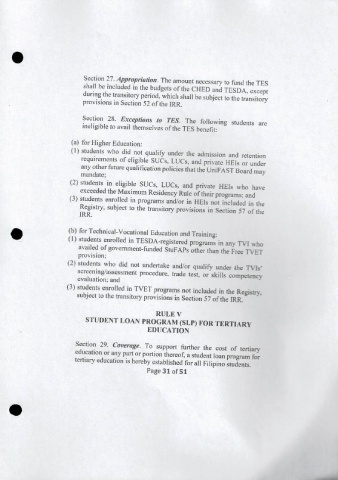 Section 27. Appropriation. The amount necessary to fund the TES
shall be included in the budgets of the CHED and TESDA, except
during the transitory period, which shall be subject to the transitory
provisions in Section 52 of the IRR.
Section 28. Exceptions to TES. The following students are
ineligible to avail themselves of the TES benefit:
(a) for Higher Education:
(1) students who did not qualify under the admission and retention
requirements of eligible SUCs, LUCs, and private HEIs or under
any other future qualification policies that the UniFAST Board may
mandate;
(2) students in eligible SUCs, LUCs, and private HEIs who have
exceeded the Maximum Residency Rule of their programs; and
(3) students enrolled in programs and/or in HEIs not included in the
Registry, subject to the transitory provisions in Section 57 of the
IRR.
(b) for Technical-Vocational Education and Training:
(1) students enrolled in TESDA-registered programs in any TVI who
availed of government-funded StuFAPs other than the Free TVET
provision;
(2) students who did not undertake and/or qualify under the TVIs'
screening/assessment procedure, trade test, or skills competency
evaluation; and
(3) students enrolled in TVET programs not included in the Registry,
subject to the transitory provisions in Section 57 of the IRR.
RULE V
STUDENT LOAN PROGRAM (SLP) FOR TERTIARY
EDUCATION
Section 29. Coverage. To support further the cost of tertiary
education or any part or portion thereof, a student loan program for
tertiary education is hereby established for all Filipino students.
Page 31 of 51